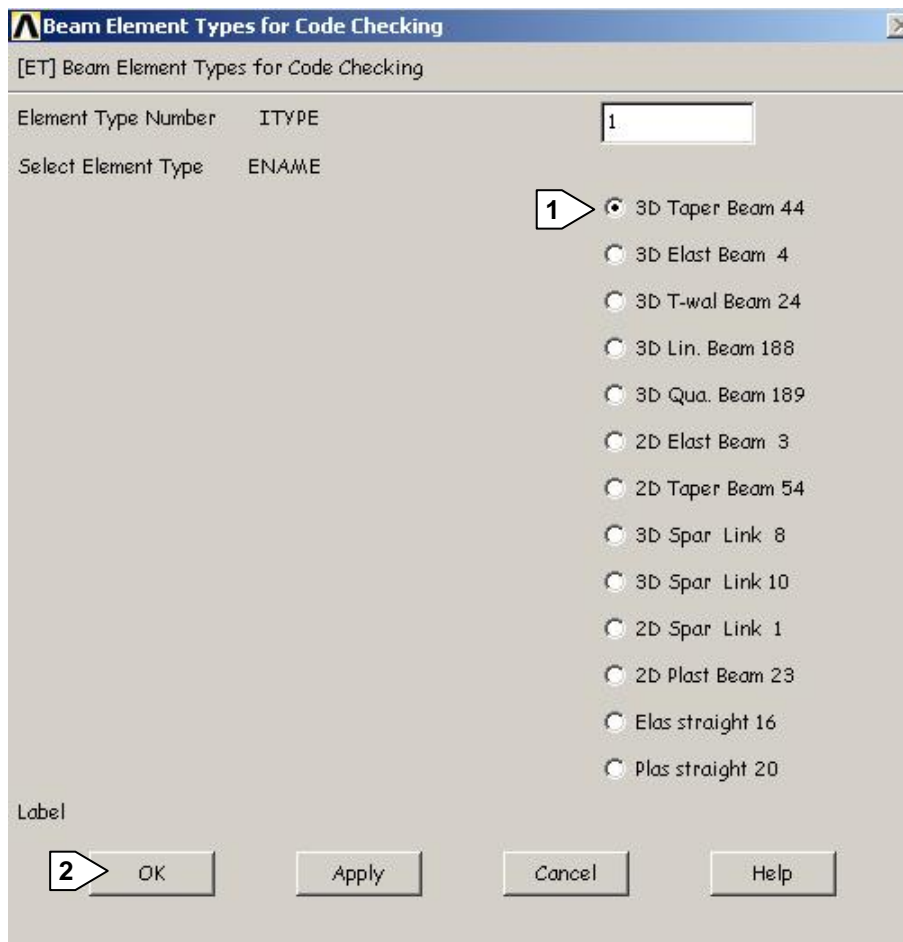 Beam Element Types for Code Checking
[ET] Beam Element Types for Code Checking
Element Type Number ITYPE 1
Select Element Type ENAME
1 3D Taper Beam 44
3D Elast Beam 4
3D T-wal Beam 24
3D Lin. Beam 188
3D Qua. Beam 189
2D Elast Beam 3
2D Taper Beam 54
3D Spar Link 8
3D Spar Link 10
2D Spar Link 1
2D Plast Beam 23
Elas straight 16
Plas straight 20
Label
2 OK Apply Cancel Help